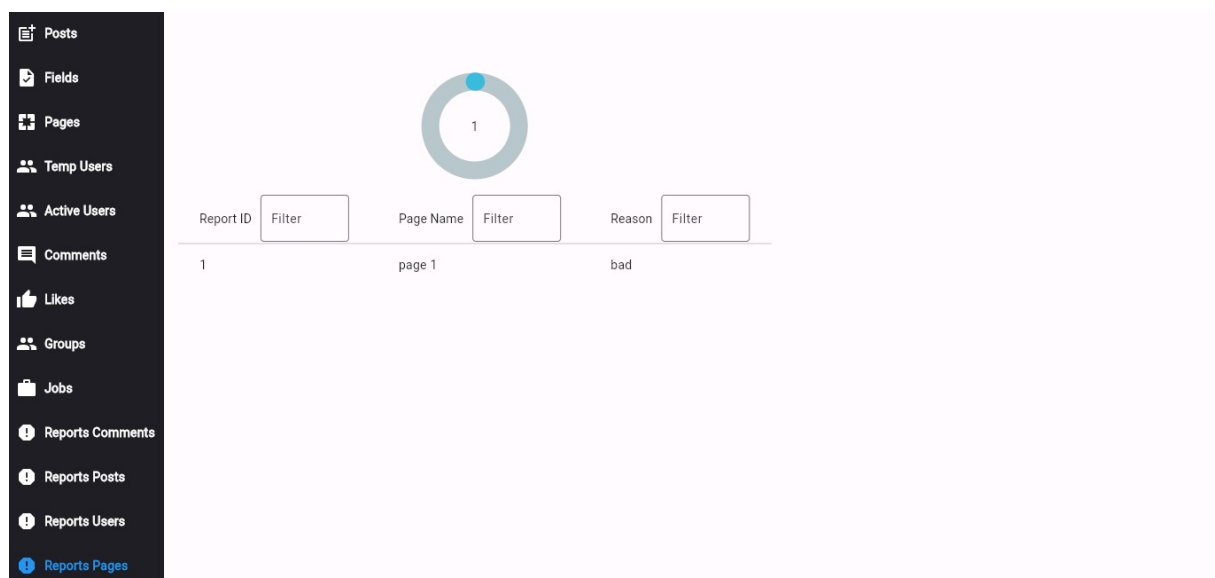 Posts
Fields
Pages
Temp Users
Active Users
Comments
Likes
Groups
Jobs
Reports Comments
Reports Posts
Reports Users
Reports Pages
1
Report ID Filter Page Name Filter Reason Filter
1 page 1 bad